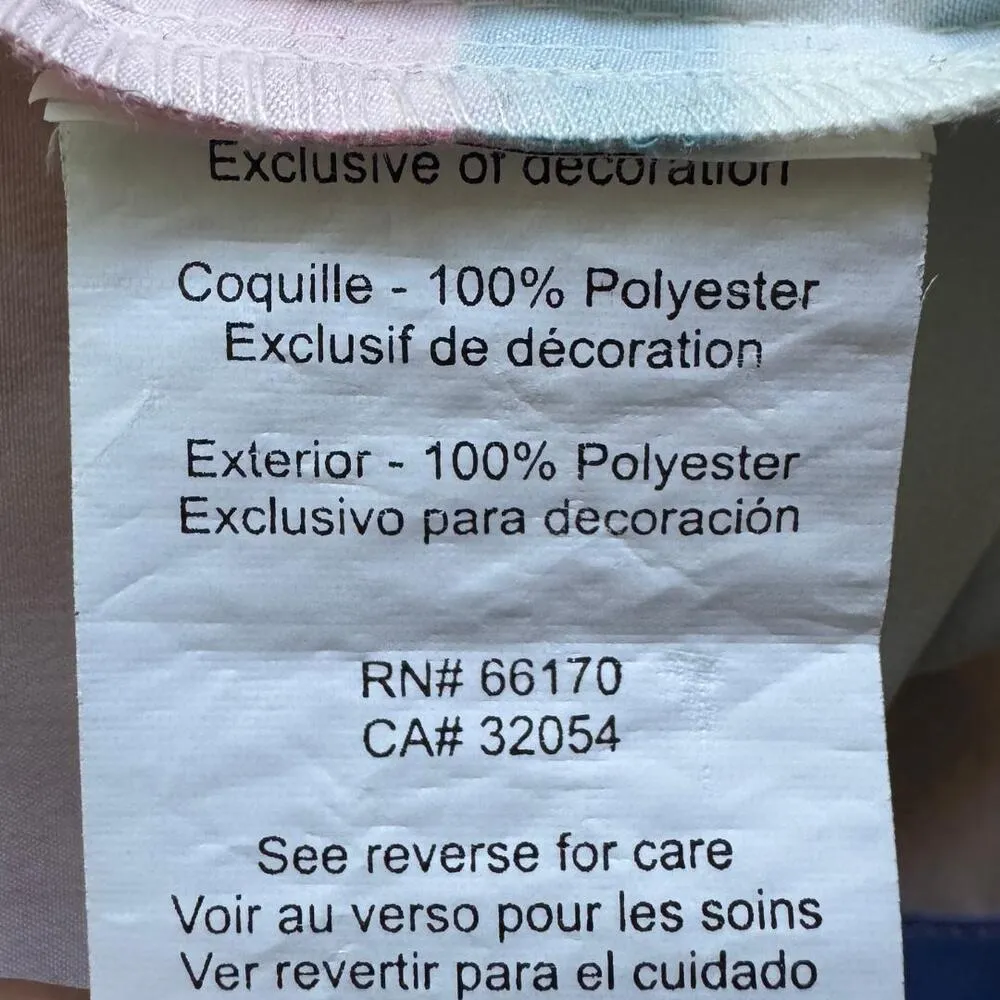 Exclusive of decoration
Coquille - 100% Polyester
Exclusif de décoration
Exterior - 100% Polyester
Exclusivo para decoración
RN# 66170
CA# 32054
See reverse for care
Voir au verso pour les soins
Ver revertir para el cuidado